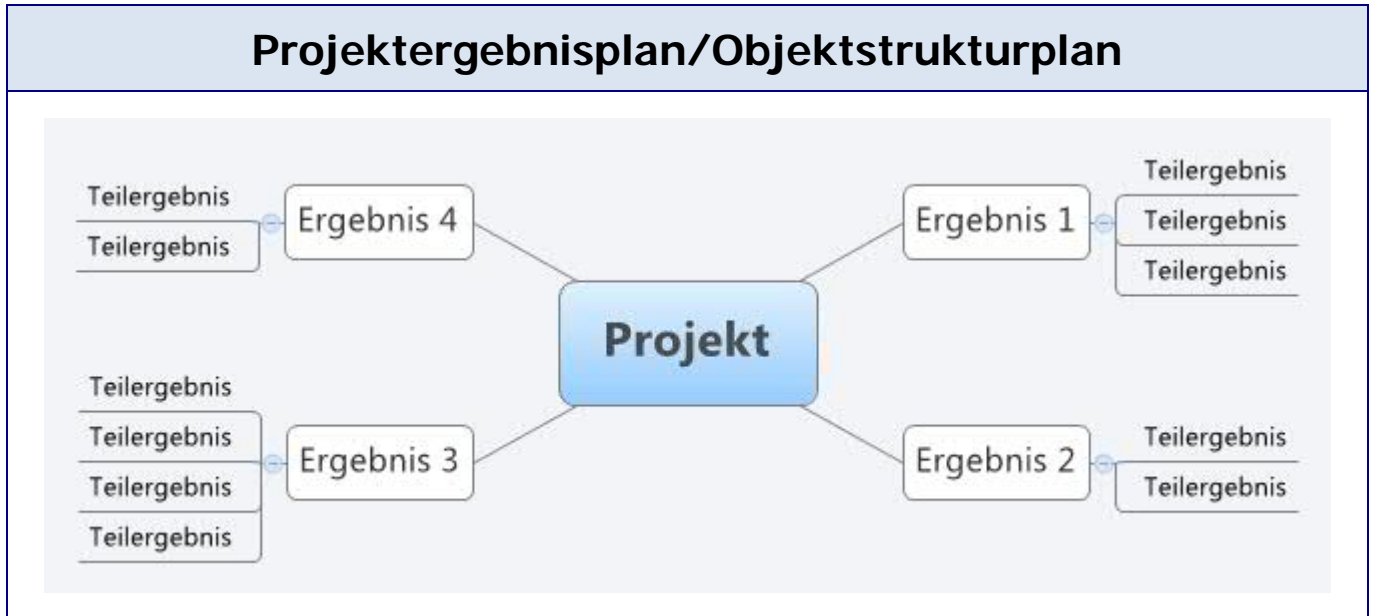 Projektergebnisplan/Objektstrukturplan
Teilergebnis
Teilergebnis
Ergebnis 4
Ergebnis 1
Teilergebnis
Teilergebnis
Teilergebnis
Projekt
Teilergebnis
Teilergebnis
Teilergebnis
Teilergebnis
Ergebnis 3
Ergebnis 2
Teilergebnis
Teilergebnis